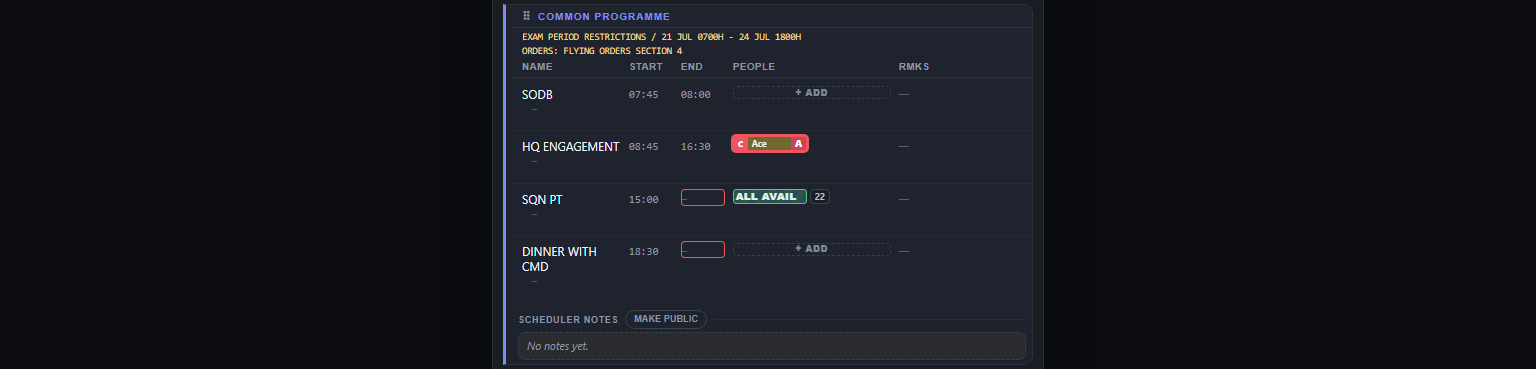 COMMON PROGRAMME
EXAM PERIOD RESTRICTIONS / 21 JUL 0700H - 24 JUL 1800H
ORDERS: FLYING ORDERS SECTION 4
NAME START END PEOPLE RMKS
SODB 07:45 08:00 + ADD —
–
HQ ENGAGEMENT 08:45 16:30 C Ace A —
–
SQN PT 15:00 – ALL AVAIL 22 —
–
DINNER WITH CMD 18:30 – + ADD —
–
SCHEDULER NOTES MAKE PUBLIC
No notes yet.